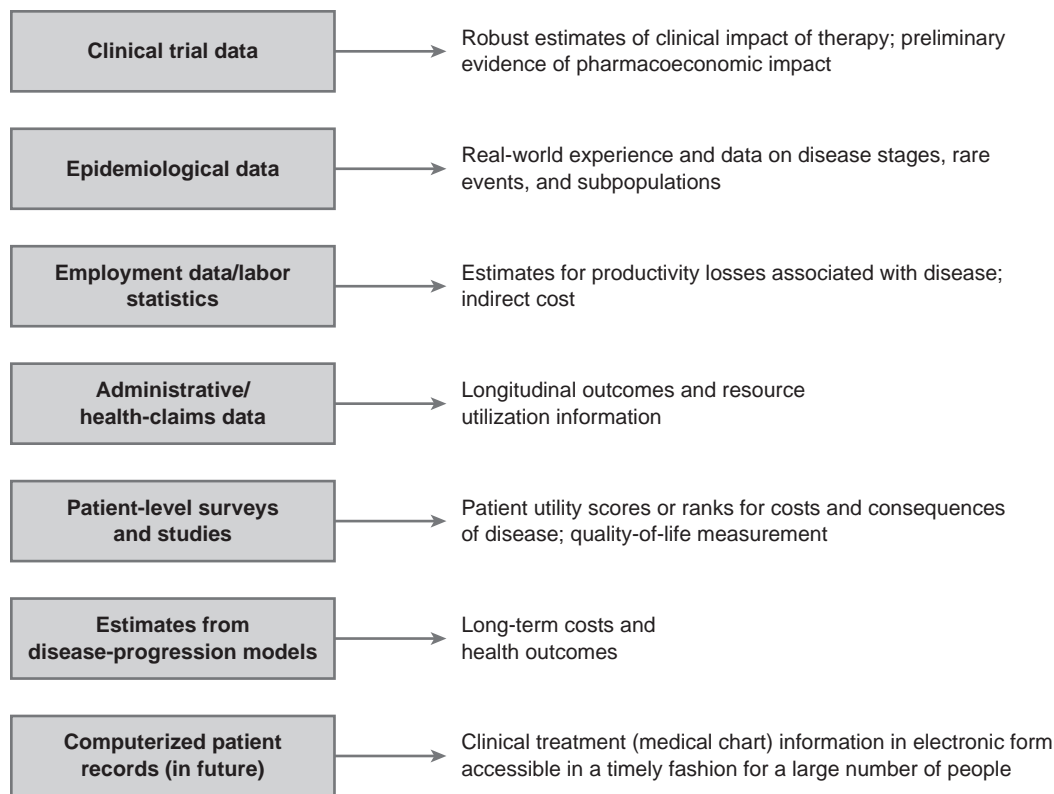 Clinical trial data
Robust estimates of clinical impact of therapy; preliminary
evidence of pharmacoeconomic impact
Epidemiological data
Real-world experience and data on disease stages, rare
events, and subpopulations
Employment data/labor
statistics
Estimates for productivity losses associated with disease;
indirect cost
Administrative/
health-claims data
Longitudinal outcomes and resource
utilization information
Patient-level surveys
and studies
Patient utility scores or ranks for costs and consequences
of disease; quality-of-life measurement
Estimates from
disease-progression models
Long-term costs and
health outcomes
Computerized patient
records (in future)
Clinical treatment (medical chart) information in electronic form
accessible in a timely fashion for a large number of people